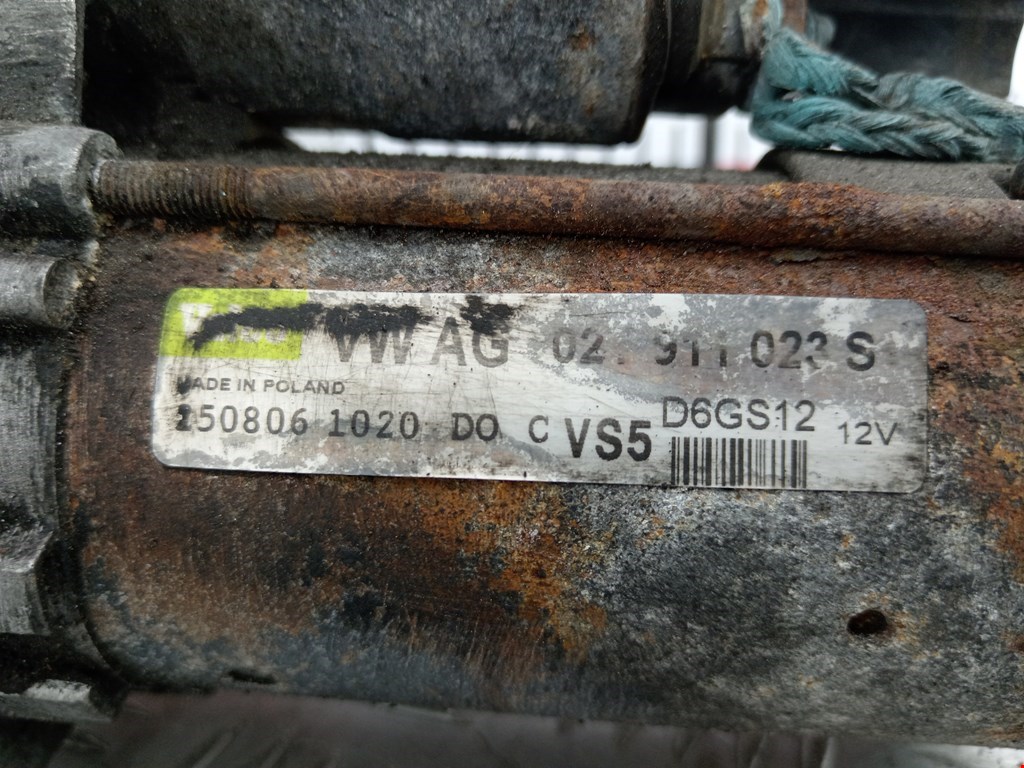 VW AG 02. 911 023 S
MADE IN POLAND
150806 1020 DO C VS5 D6GS12 12V